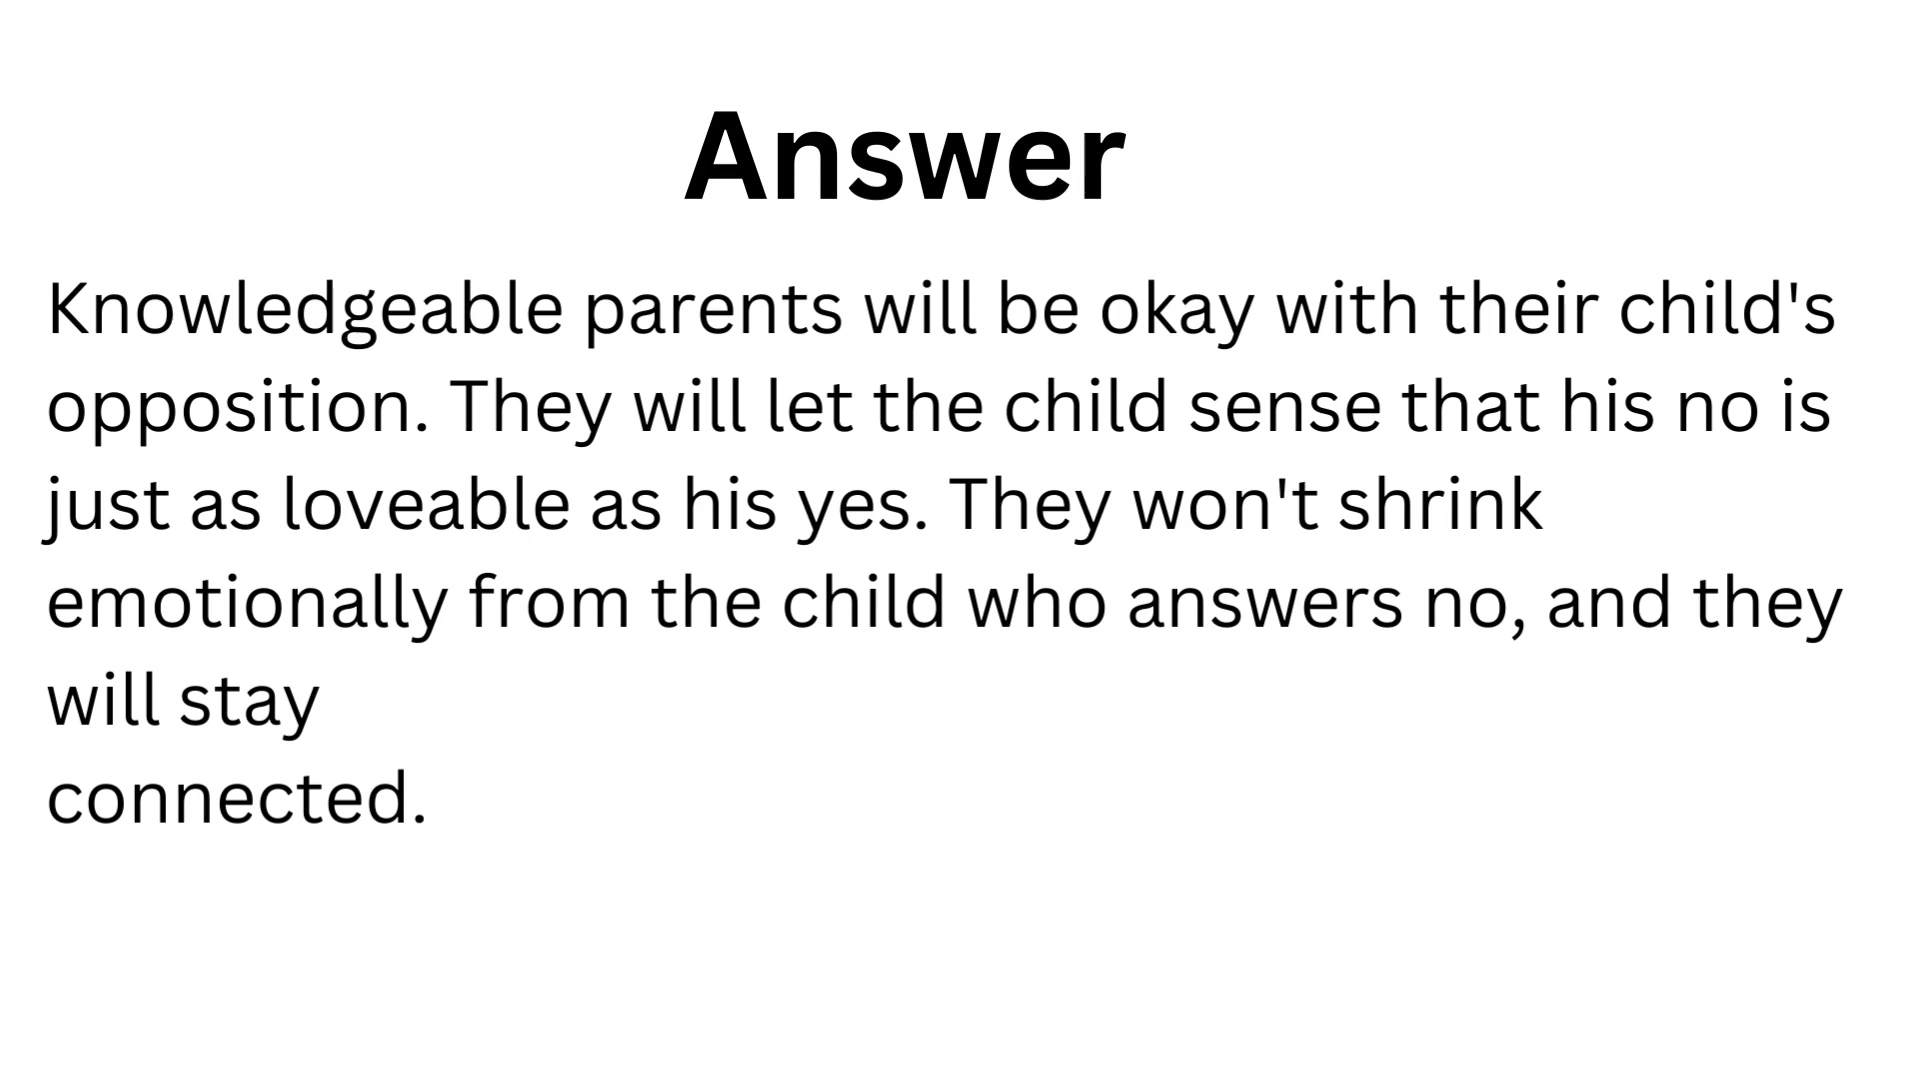 Answer
Knowledgeable parents will be okay with their child's
opposition. They will let the child sense that his no is
just as loveable as his yes. They won't shrink
emotionally from the child who answers no, and they
will stay
connected.